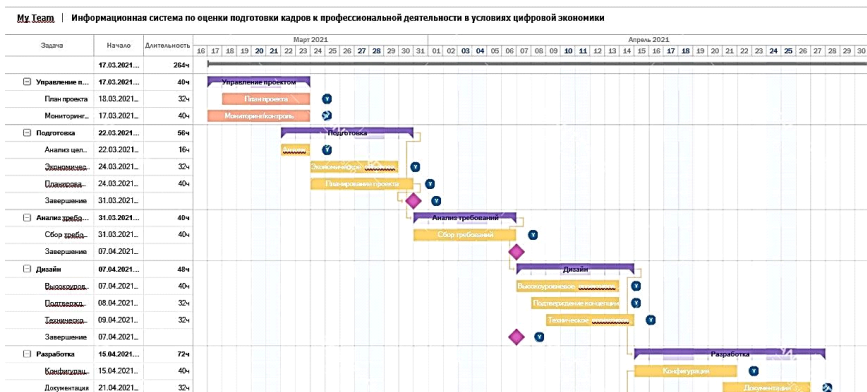 My Team | Информационная система по оценки подготовки кадров к профессиональной деятельности в условиях цифровой экономики
Март 2021 Апрель 2021
Задача Начало Длительность 16 17 18 19 20 21 22 23 24 25 26 27 28 29 30 31 01 02 03 04 05 06 07 08 09 10 11 12 13 14 15 16 17 18 19 20 21 22 23 24 25 26 27 28 29 30
17.03.2021... 264ч
Управление п... 17.03.2021... 40ч Управление проектом
План проекта 18.03.2021... 32ч План проекта
Мониторинг... 17.03.2021... 40ч Мониторинг/контроль
Подготовка 22.03.2021... 56ч Подготовка
Анализ цел... 22.03.2021... 16ч
Экономичес... 24.03.2021... 32ч
Планирова... 24.03.2021... 40ч Планирование проекта
Завершение 31.03.2021...
Анализ требо... 31.03.2021... 40ч Анализ требований
Сбор требо... 31.03.2021... 40ч Сбор требований
Завершение 07.04.2021...
Дизайн 07.04.2021... 48ч Дизайн
Высокоуров... 07.04.2021... 40ч Высокоуровневое
Подтвержд... 08.04.2021... 32ч Подтверждение
Техническо... 09.04.2021... 32ч Техническое
Завершение 07.04.2021...
Разработка 15.04.2021... 72ч Разработка
Конфигурац... 15.04.2021... 40ч Конфигурация
Документация 21.04.2021... 32ч Документация